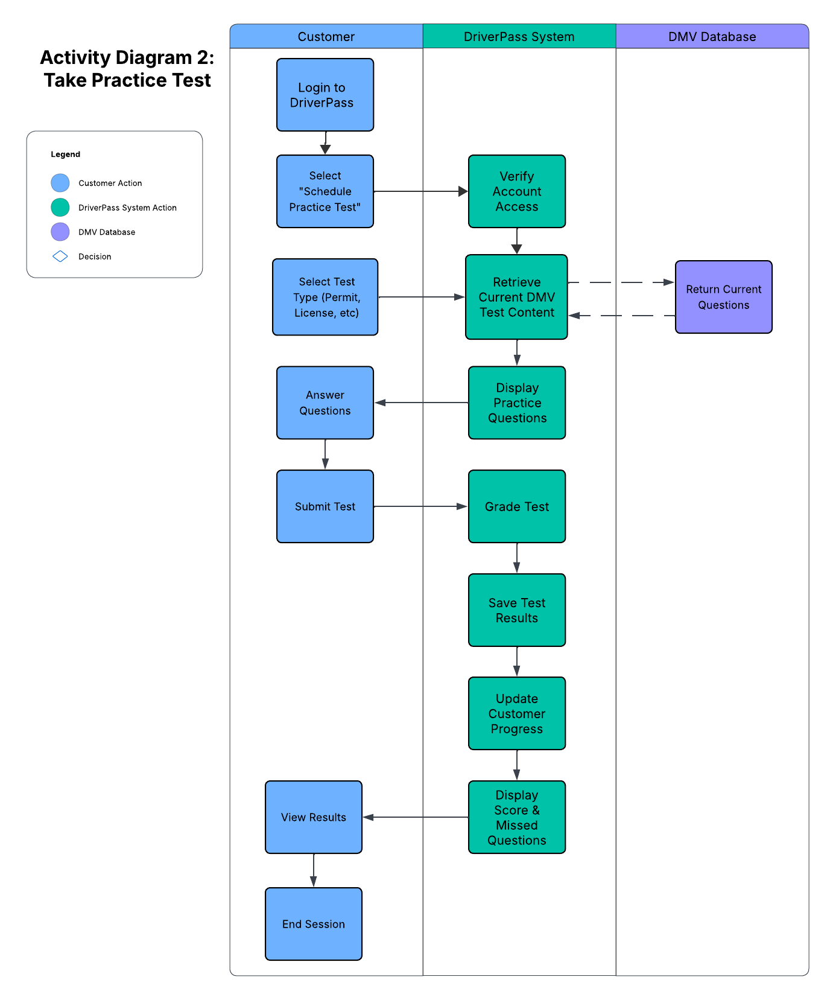 Activity Diagram 2:
Take Practice Test
Legend
Customer Action
DriverPass System Action
DMV Database
Decision
Customer
DriverPass System
DMV Database
Login to
DriverPass
Select
"Schedule
Practice Test"
Verify
Account
Access
Select Test
Type (Permit,
License, etc)
Retrieve
Current DMV
Test Content
Return Current
Questions
Answer
Questions
Display
Practice
Questions
Submit Test
Grade Test
Save Test
Results
Update
Customer
Progress
View Results
Display
Score &
Missed
Questions
End Session